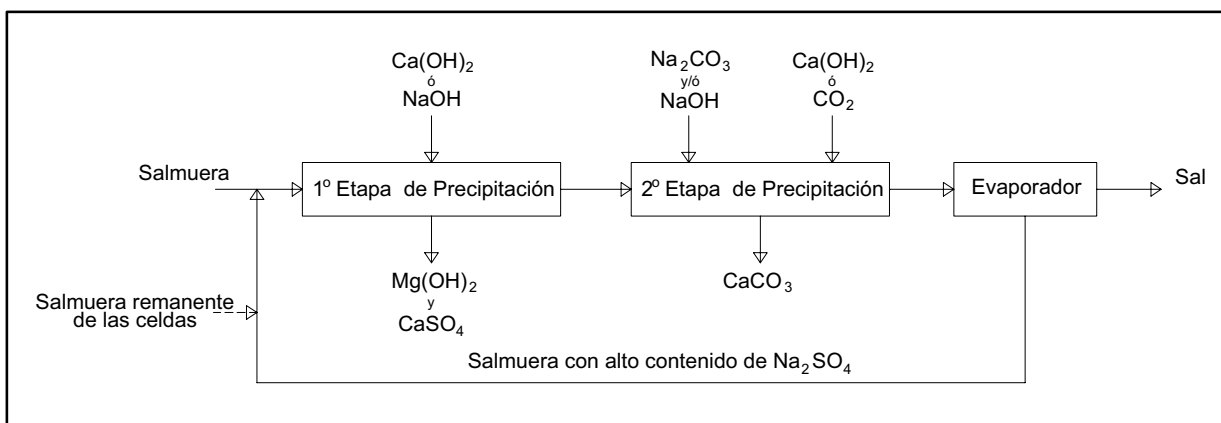 Ca(OH)2
ó
NaOH
Na2CO3
y/ó
NaOH
Ca(OH)2
ó
CO2
Salmuera
1º Etapa de Precipitación
2º Etapa de Precipitación
Evaporador
Sal
Mg(OH)2
y
CaSO4
CaCO3
Salmuera remanente
de las celdas
Salmuera con alto contenido de Na2SO4